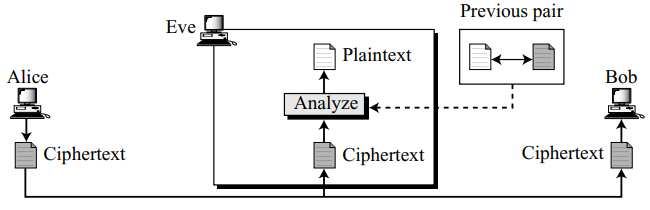 Previous pair
Eve
Plaintext
Alice
Bob
Analyze
Ciphertext
Ciphertext
Ciphertext